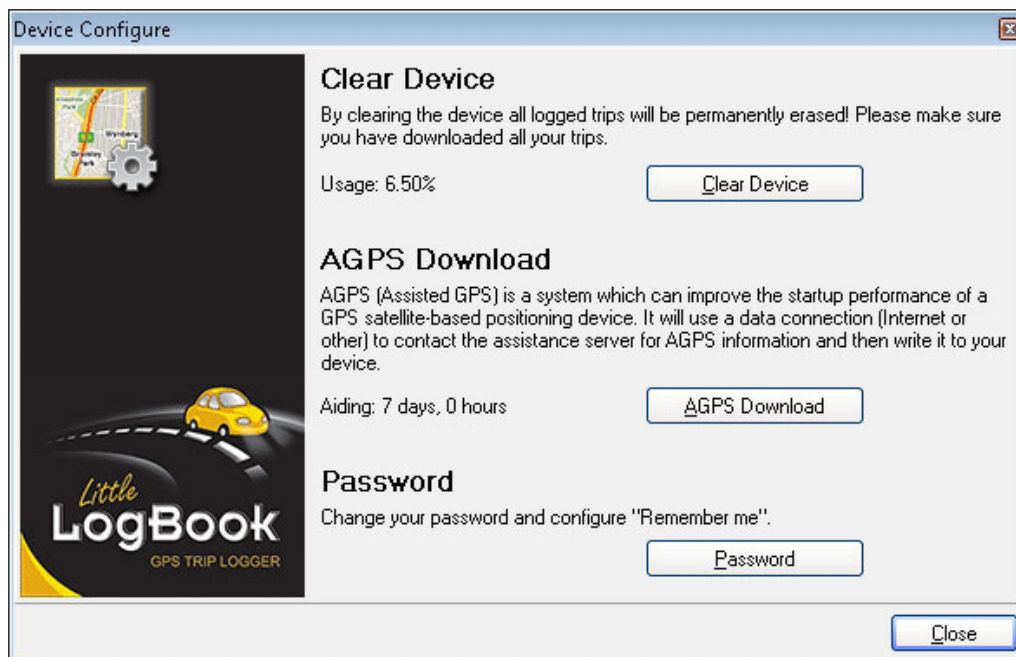 Device Configure
Clear Device
By clearing the device all logged trips will be permanently erased! Please make sure
you have downloaded all your trips.
Usage: 6.50%
Clear Device
AGPS Download
AGPS (Assisted GPS) is a system which can improve the startup performance of a
GPS satellite-based positioning device. It will use a data connection (Internet or
other) to contact the assistance server for AGPS information and then write it to your
device.
Aiding: 7 days, 0 hours
AGPS Download
Password
Change your password and configure "Remember me".
Password
Close
Wynberg
Park
Little
LogBook
GPS TRIP LOGGER